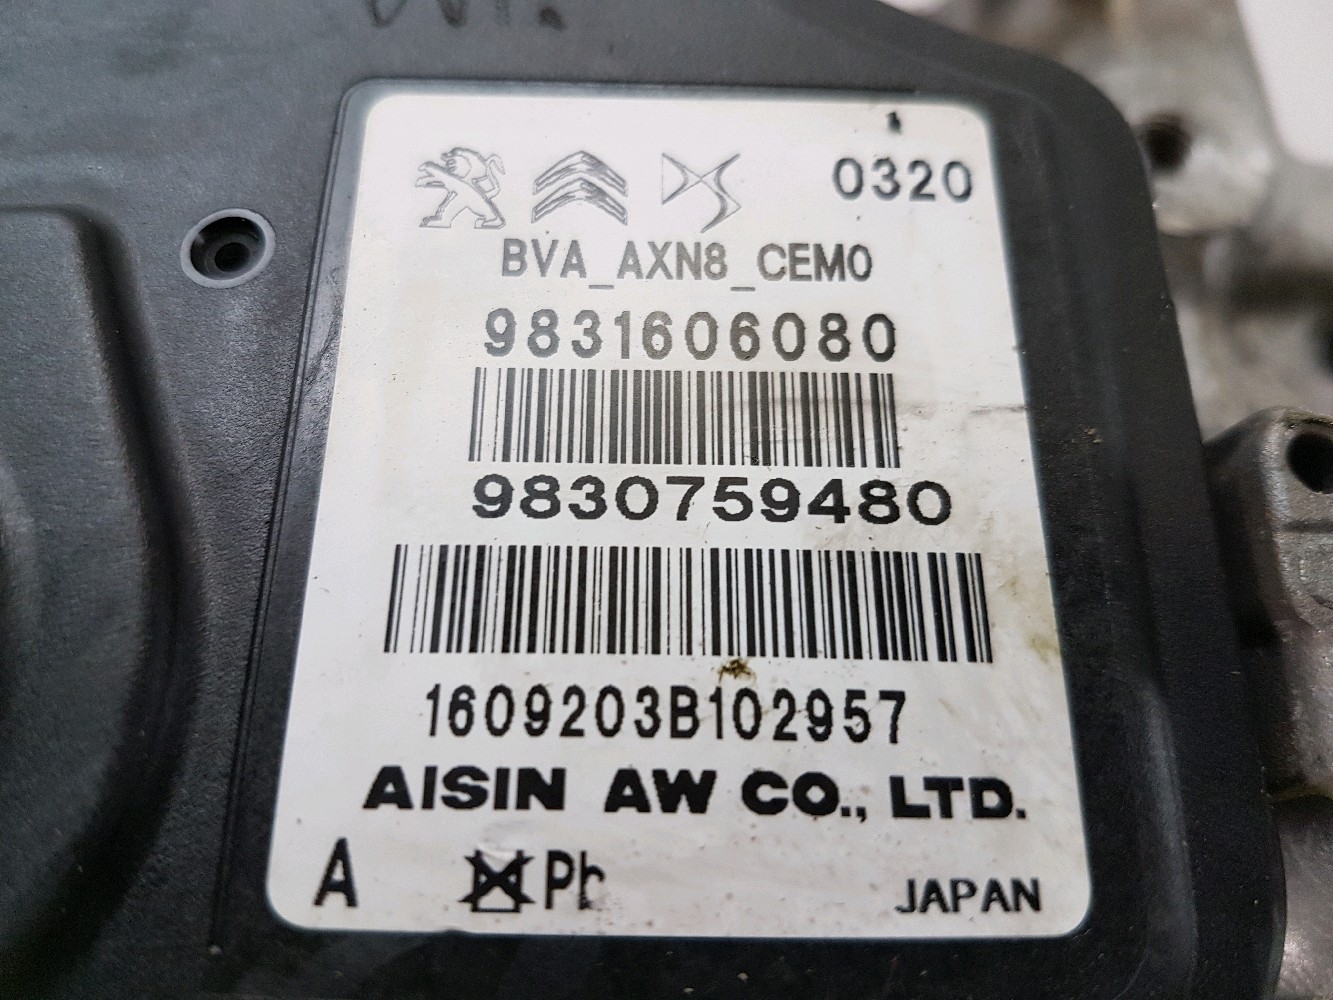 0320
BVA_AXN8_CEM0
9831606080
9830759480
1609203B102957
AISIN AW CO., LTD.
A Pb JAPAN